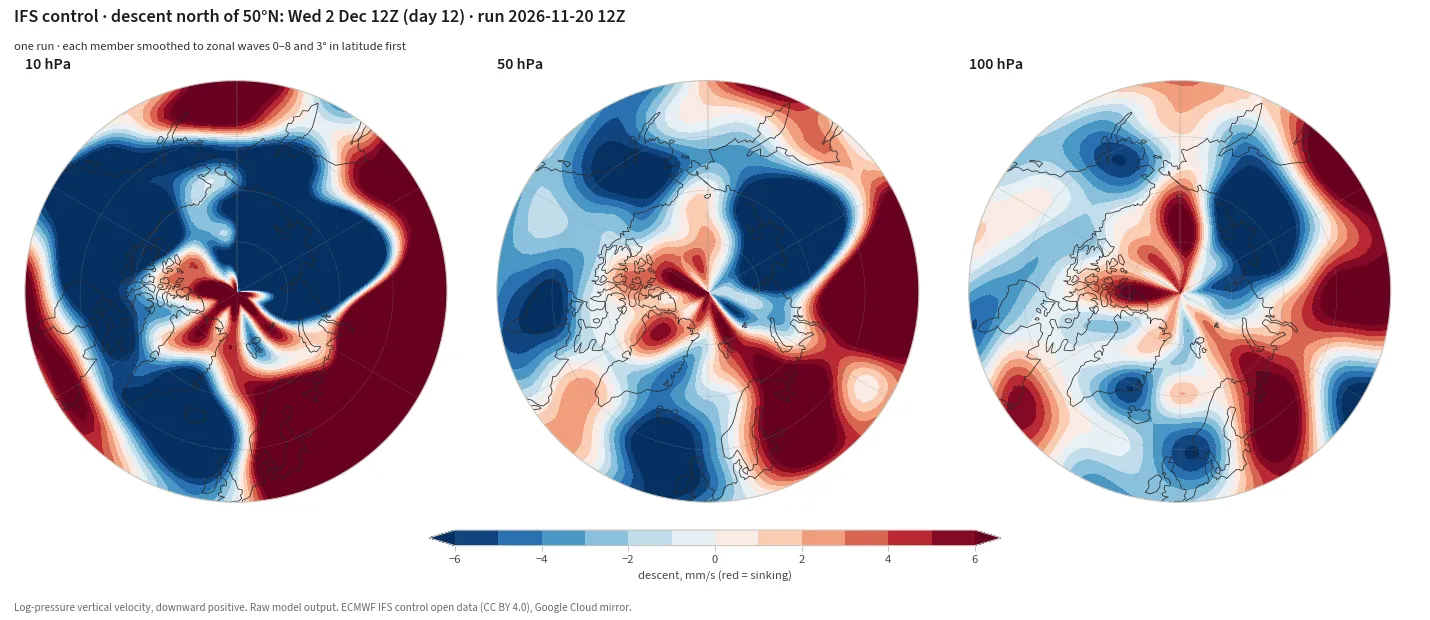 IFS control · descent north of 50°N: Wed 2 Dec 12Z (day 12) · run 2026-11-20 12Z
one run · each member smoothed to zonal waves 0–8 and 3° in latitude first
10 hPa
50 hPa
100 hPa
−6 −4 −2 0 2 4 6
descent, mm/s (red = sinking)
Log-pressure vertical velocity, downward positive. Raw model output. ECMWF IFS control open data (CC BY 4.0), Google Cloud mirror.